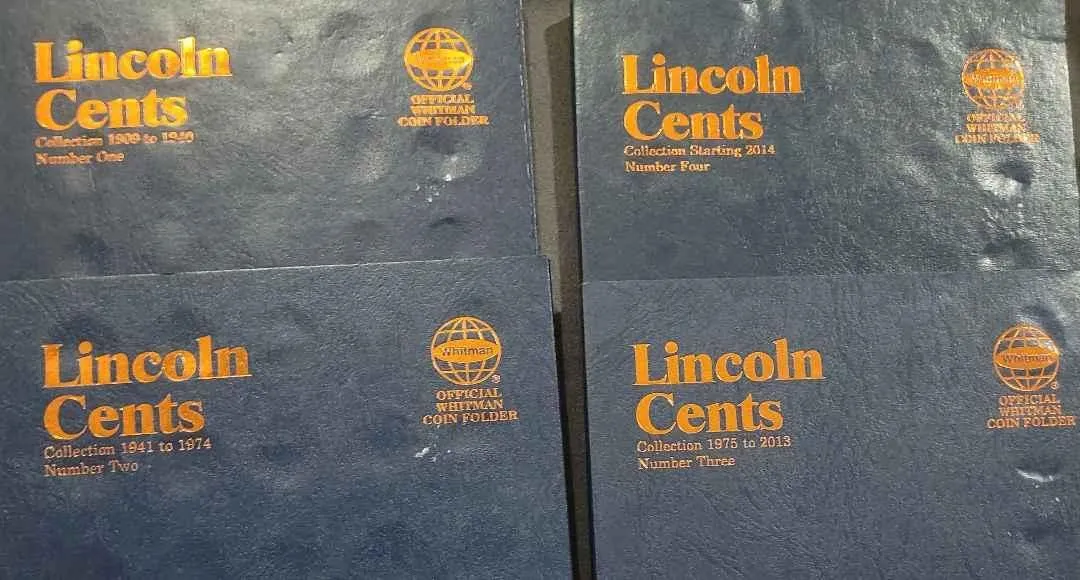 Lincoln
Cents
Collection 1909 to 1940
Number One
Whitman
®
OFFICIAL
WHITMAN
COIN FOLDER
Lincoln
Cents
Collection Starting 2014
Number Four
Whitman
OFFICIAL
WHITMAN
COIN FOLDER
Lincoln
Cents
Collection 1941 to 1974
Number Two
Whitman
®
OFFICIAL
WHITMAN
COIN FOLDER
Lincoln
Cents
Collection 1975 to 2013
Number Three
Whitman
®
OFFICIAL
WHITMAN
COIN FOLDER